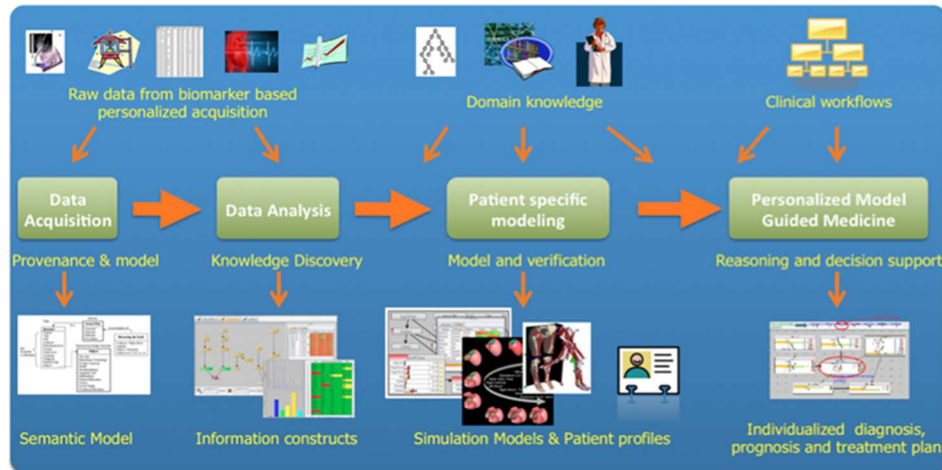 Raw data from biomarker based
personalized acquisition
Domain knowledge
Clinical workflows
Data
Acquisition
Data Analysis
Patient specific
modeling
Personalized Model
Guided Medicine
Provenance & model
Knowledge Discovery
Model and verification
Reasoning and decision support
Semantic Model
Information constructs
Simulation Models & Patient profiles
Individualized diagnosis,
prognosis and treatment plan